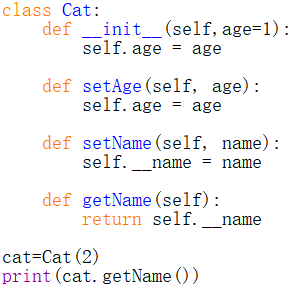 class Cat:
    def __init__(self,age=1):
        self.age = age

    def setAge(self, age):
        self.age = age

    def setName(self, name):
        self.__name = name

    def getName(self):
        return self.__name

cat=Cat(2)
print(cat.getName())